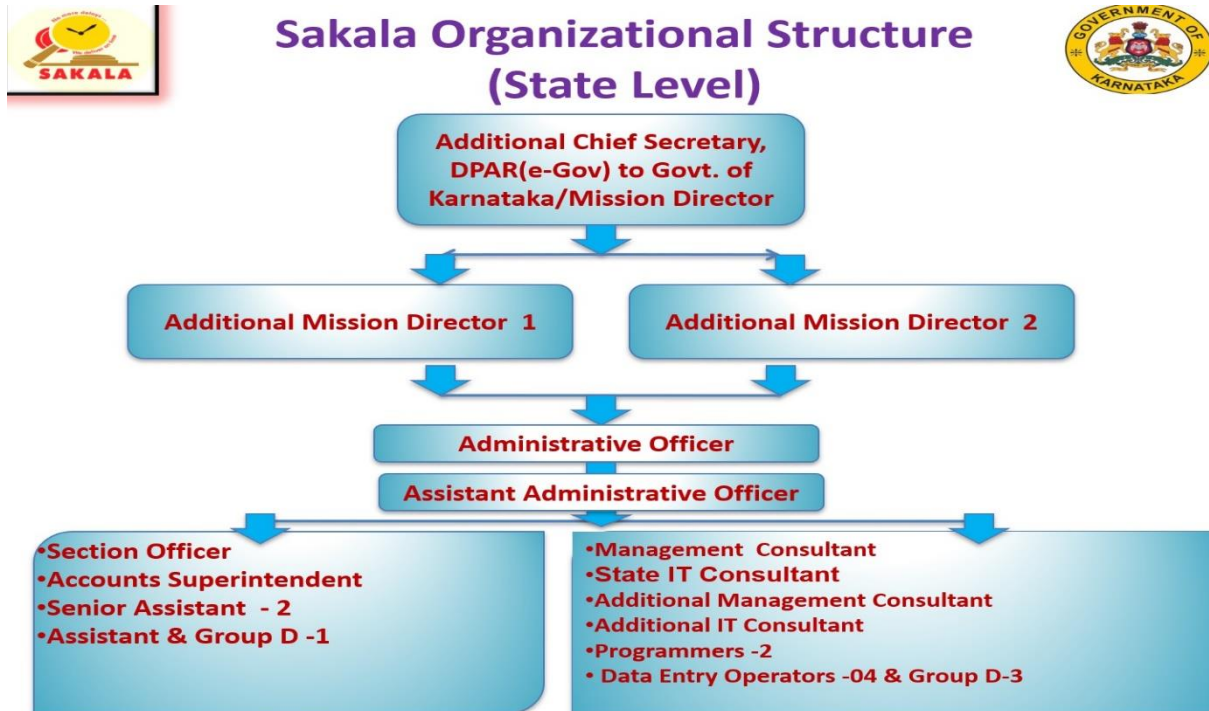 SAKALA
Sakala Organizational Structure
(State Level)
GOVERNMENT OF
KARNATAKA
Additional Chief Secretary,
DPAR(e-Gov) to Govt. of
Karnataka/Mission Director
Additional Mission Director 1
Additional Mission Director 2
Administrative Officer
Assistant Administrative Officer
•Section Officer
•Accounts Superintendent
•Senior Assistant - 2
•Assistant & Group D -1
•Management Consultant
•State IT Consultant
•Additional Management Consultant
•Additional IT Consultant
•Programmers -2
• Data Entry Operators -04 & Group D-3